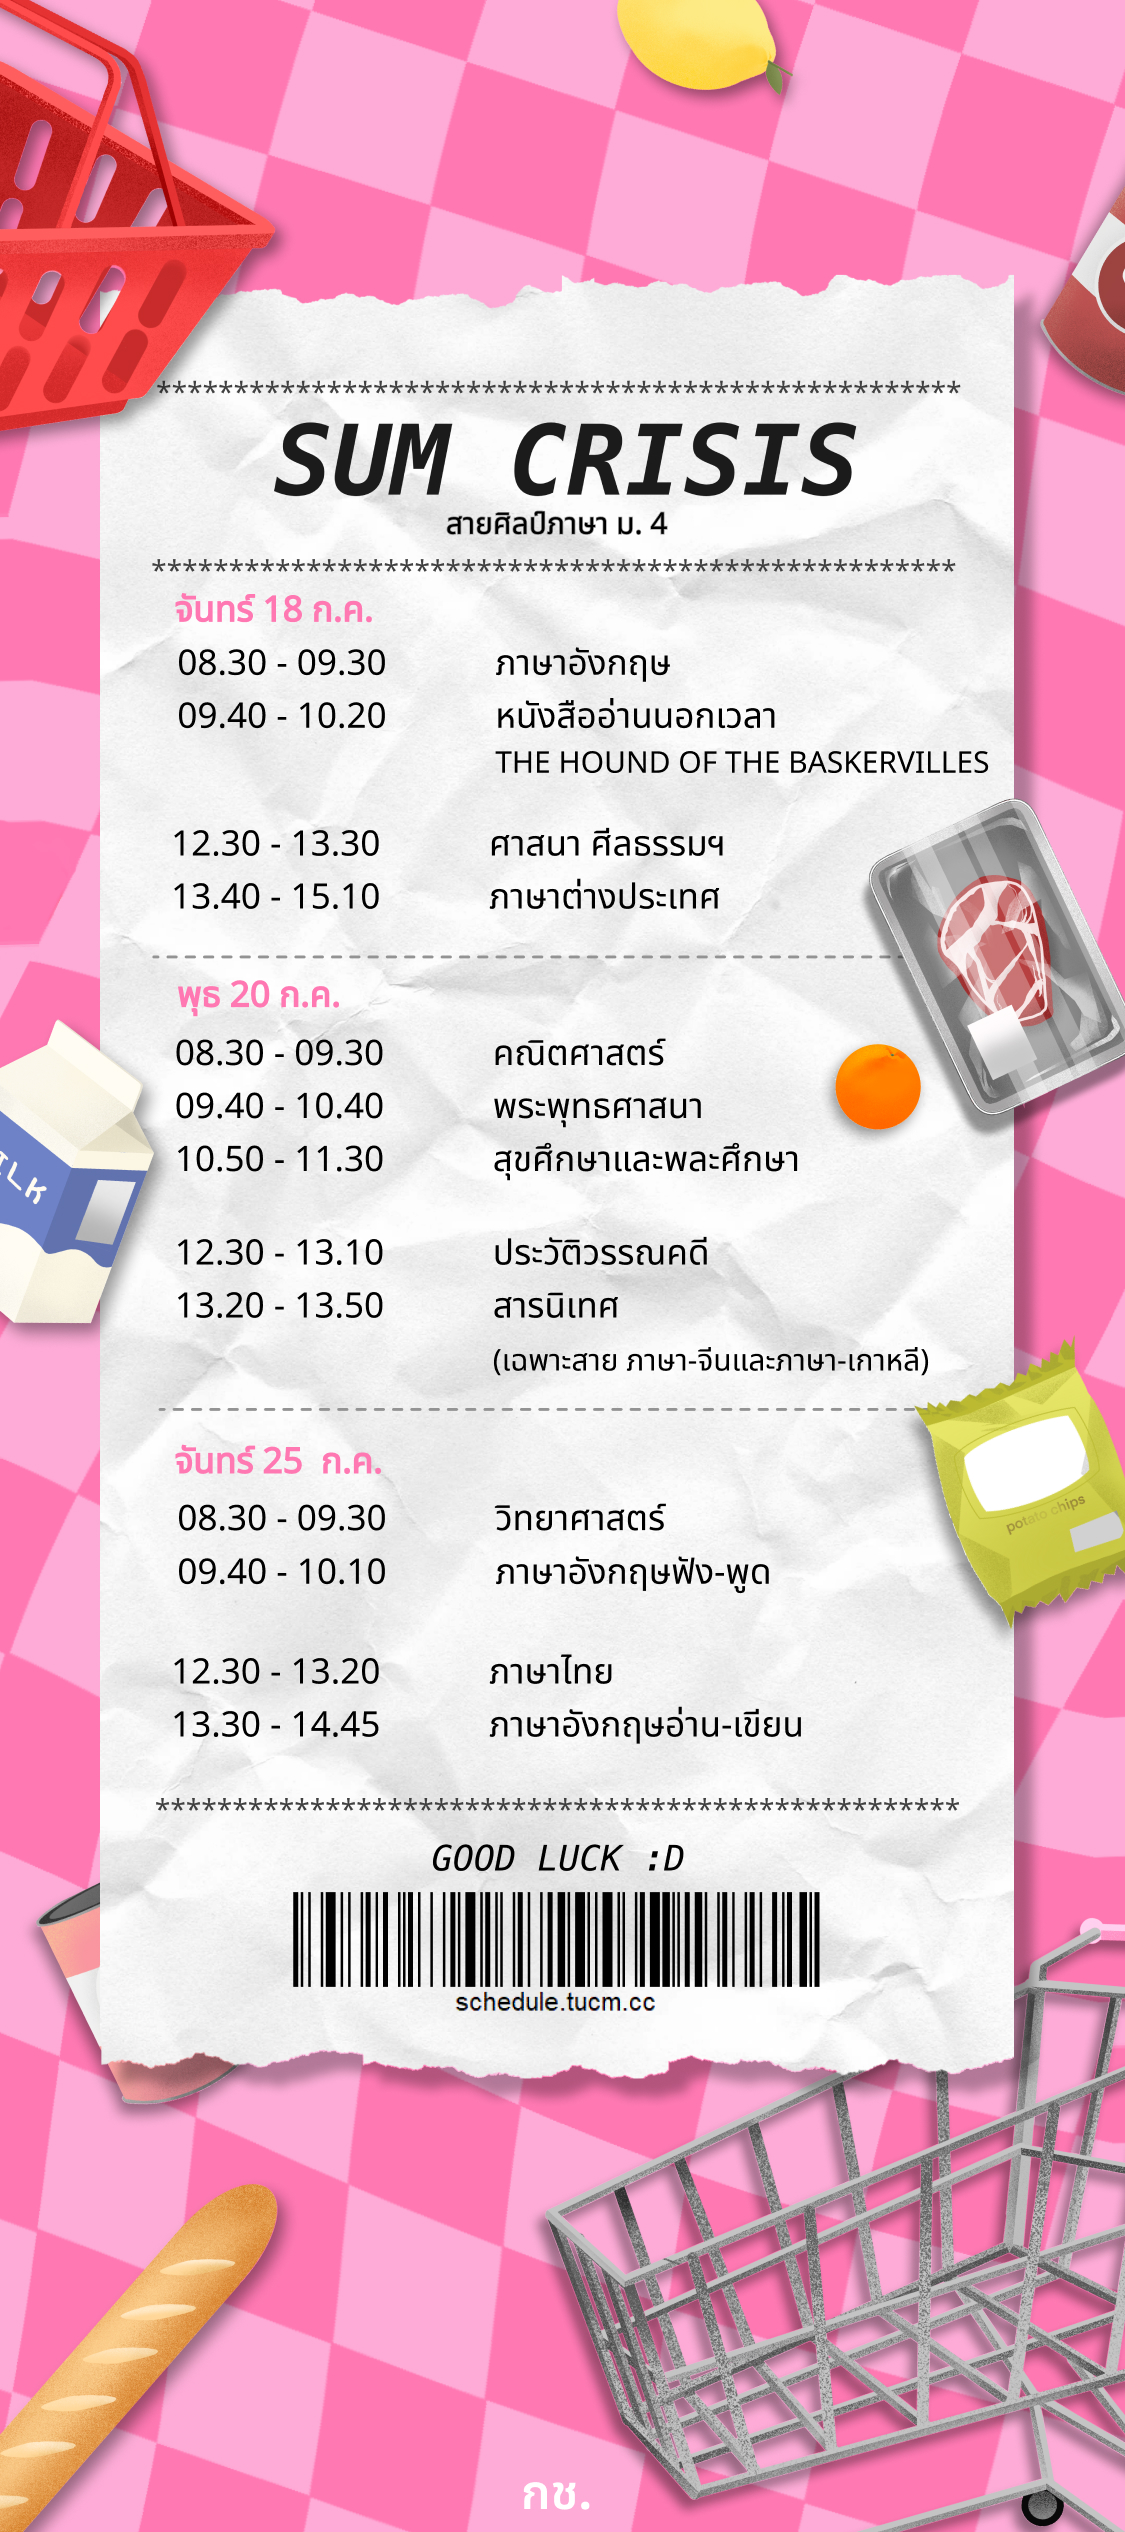 ****************************************************
SUM CRISIS
สายศิลป์ภาษา ม. 4
****************************************************
จันทร์ 18 ก.ค.
08.30 - 09.30 ภาษาอังกฤษ
09.40 - 10.20 หนังสืออ่านนอกเวลา
THE HOUND OF THE BASKERVILLES
12.30 - 13.30 ศาสนา ศีลธรรมฯ
13.40 - 15.10 ภาษาต่างประเทศ
พุธ 20 ก.ค.
08.30 - 09.30 คณิตศาสตร์
09.40 - 10.40 พระพุทธศาสนา
10.50 - 11.30 สุขศึกษาและพละศึกษา
12.30 - 13.10 ประวัติวรรณคดี
13.20 - 13.50 สารนิเทศ
(เฉพาะสาย ภาษา-จีนและภาษา-เกาหลี)
จันทร์ 25 ก.ค.
potato chips
08.30 - 09.30 วิทยาศาสตร์
09.40 - 10.10 ภาษาอังกฤษฟัง-พูด
12.30 - 13.20 ภาษาไทย
13.30 - 14.45 ภาษาอังกฤษอ่าน-เขียน
****************************************************
GOOD LUCK :D
schedule.tucm.cc
กช.